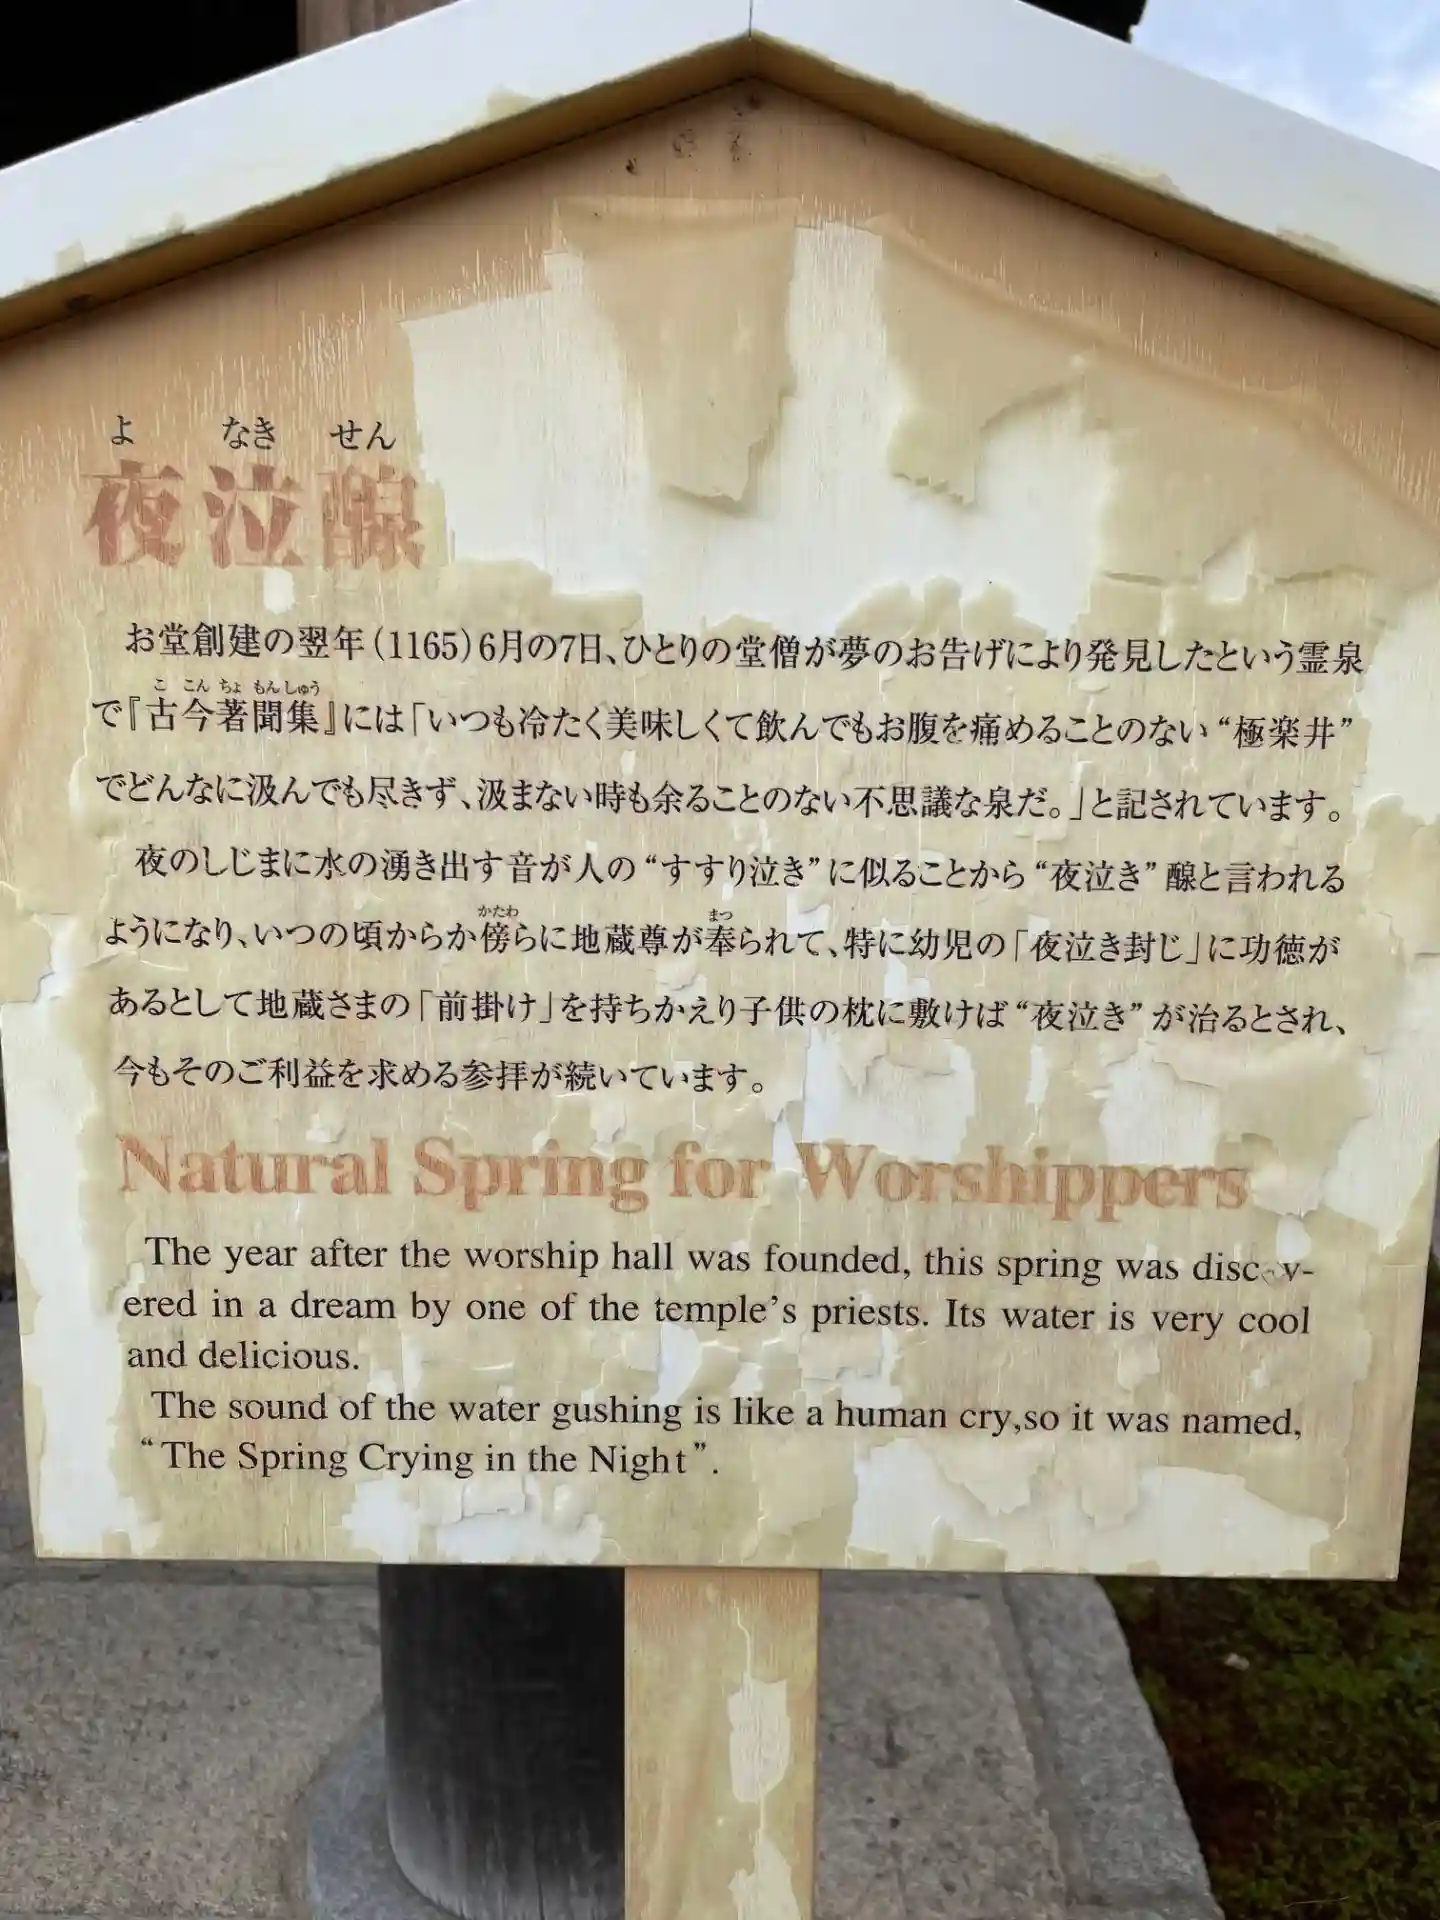 よ なき せん
夜泣醸
お堂創建の翌年(1165)6月の7日、ひとりの堂僧が夢のお告げにより発見したという霊泉
こ こん ちょ もん しゅう
で『古今著聞集』には「いつも冷たく美味しくて飲んでもお腹を痛めることのない“極楽井”
でどんなに汲んでも尽きず、汲まない時も余ることのない不思議な泉だ。」と記されています。
夜のしじまに水の湧き出す音が人の“すすり泣き”に似ることから“夜泣き”醸と言われる
かたわ まつ
ようになり、いつの頃からか傍らに地蔵尊が奉られて、特に幼児の「夜泣き封じ」に功徳が
あるとして地蔵さまの「前掛け」を持ちかえり子供の枕に敷けば“夜泣き”が治るとされ、
今もそのご利益を求める参拝が続いています。
Natural Spring for Worshippers
The year after the worship hall was founded, this spring was discov-
ered in a dream by one of the temple’s priests. Its water is very cool
and delicious.
The sound of the water gushing is like a human cry,so it was named,
“The Spring Crying in the Night”.